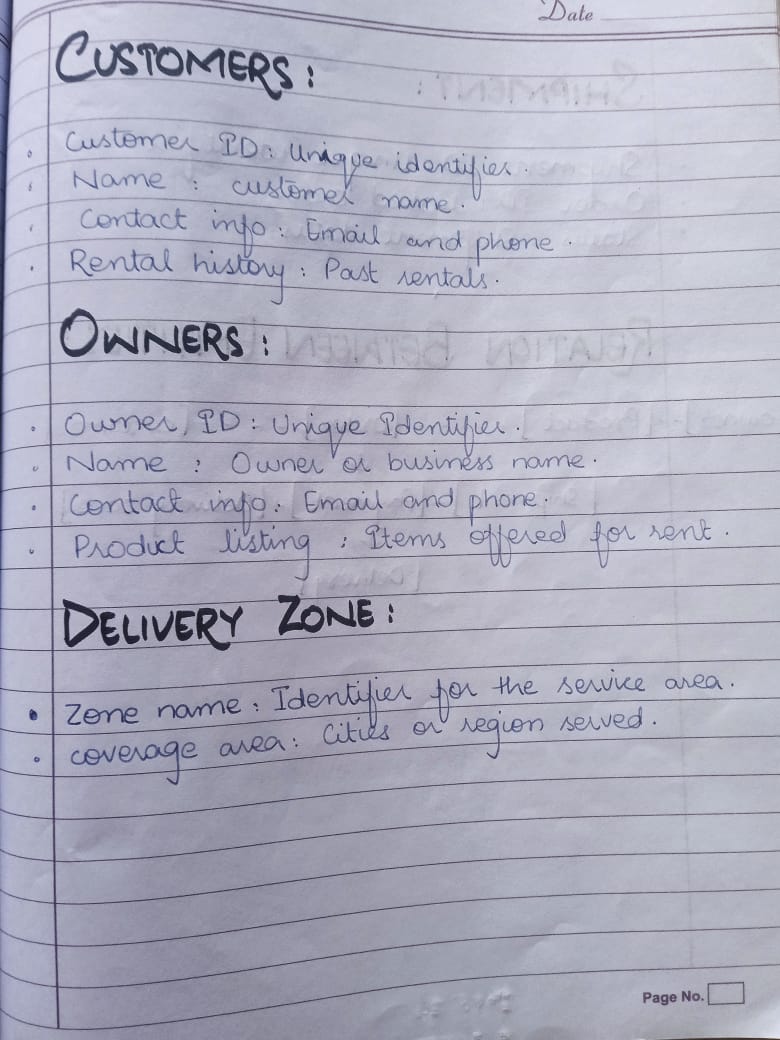 Date
CUSTOMERS:
• Customer ID: Unique identifier.
• Name : customer name.
• Contact info: Email and phone.
• Rental history: Past rentals.
OWNERS:
• Owner ID: Unique Identifier.
• Name : Owner or business name.
• Contact info: Email and phone.
• Product listing: Items offered for rent.
DELIVERY ZONE:
• Zone name: Identifier for the service area.
• coverage area: Cities or region served.
Page No.